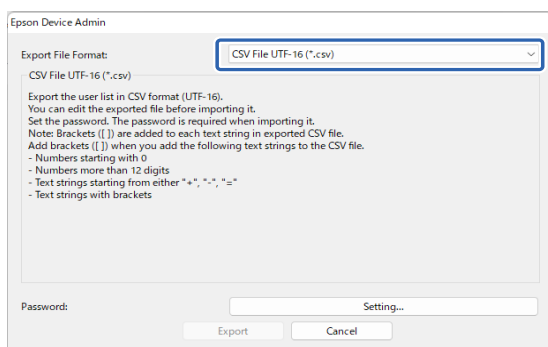 Epson Device Admin
Export File Format:
CSV File UTF-16 (*.csv)
CSV File UTF-16 (*.csv)
Export the user list in CSV format (UTF-16).
You can edit the exported file before importing it.
Set the password. The password is required when importing it.
Note: Brackets ([ ]) are added to each text string in exported CSV file.
Add brackets ([ ]) when you add the following text strings to the CSV file.
- Numbers starting with 0
- Numbers more than 12 digits
- Text strings starting from either "+", "-", "="
- Text strings with brackets
Password:
Setting...
Export
Cancel